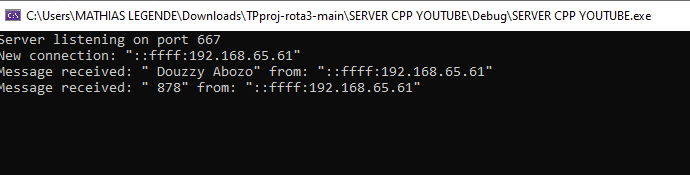 C:\Users\MATHIAS LEGENDE\Downloads\TPproj-rota3-main\SERVER CPP YOUTUBE\Debug\SERVER CPP YOUTUBE.exe
Server listening on port 667
New connection: "::ffff:192.168.65.61"
Message received: " Douzzy Abozo" from: "::ffff:192.168.65.61"
Message received: " 878" from: "::ffff:192.168.65.61"